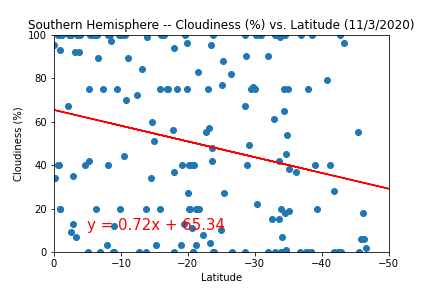 Southern Hemisphere -- Cloudiness (%) vs. Latitude (11/3/2020)
100
80
60
40
20
0
Cloudiness (%)
y = 0.72x + 65.34
0 −10 −20 −30 −40 −50
Latitude